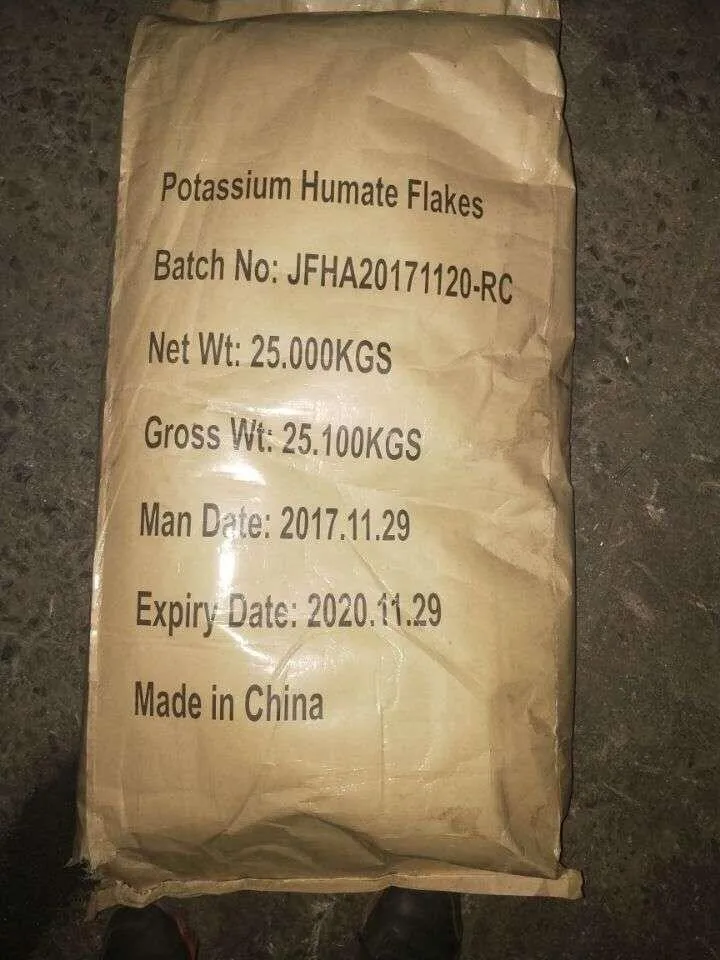 Potassium Humate Flakes
Batch No: JFHA20171120-RC
Net Wt: 25.000KGS
Gross Wt: 25.100KGS
Man Date: 2017.11.29
Expiry Date: 2020.11.29
Made in China